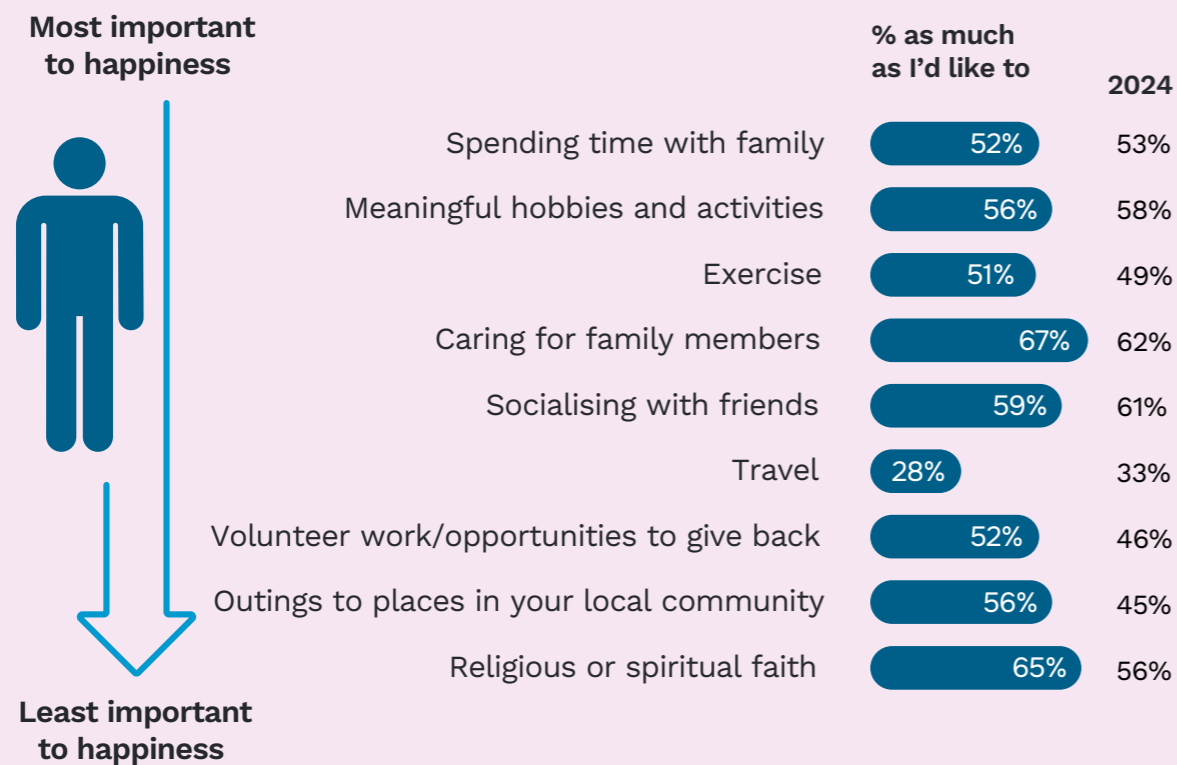 Most important
to happiness
% as much
as I'd like to
2024
Spending time with family 52% 53%
Meaningful hobbies and activities 56% 58%
Exercise 51% 49%
Caring for family members 67% 62%
Socialising with friends 59% 61%
Travel 28% 33%
Volunteer work/opportunities to give back 52% 46%
Outings to places in your local community 56% 45%
Religious or spiritual faith 65% 56%
Least important
to happiness